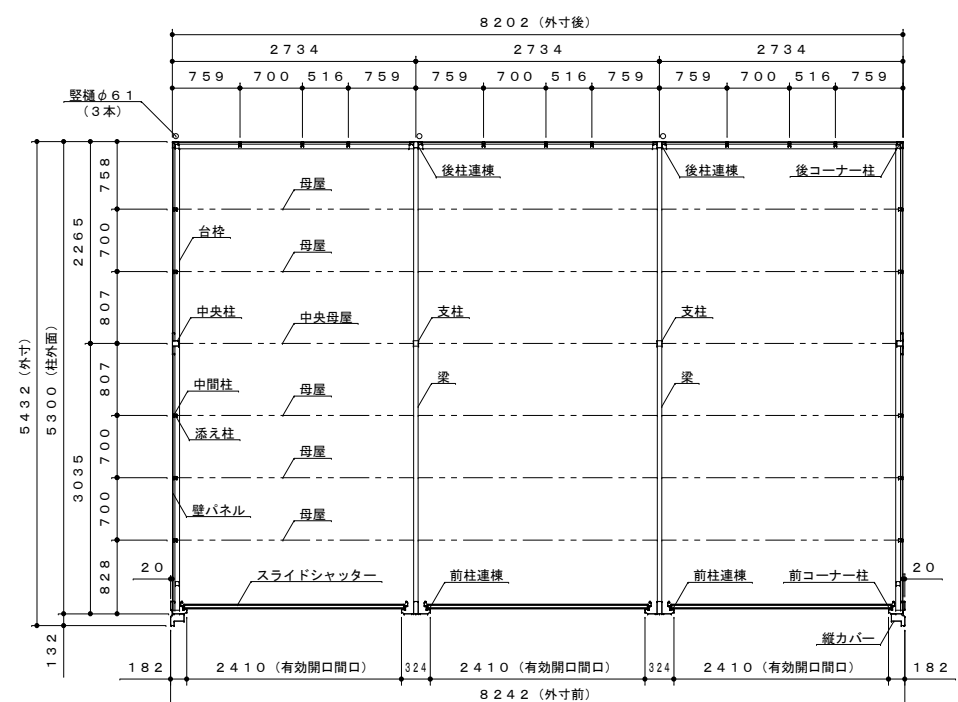 8202（外寸後）
2734 2734 2734
759 700 516 759 759 700 516 759 759 700 516 759
竪樋φ61
（3本）
後柱連棟 後柱連棟 後コーナー柱
758
母屋
台枠
700
2265
母屋
807
中央柱 中央母屋 支柱 支柱
5432（外寸）
5300（柱外面）
807
中間柱 母屋 梁 梁
添え柱
700
母屋
3035
壁パネル
700
母屋
828
20 スライドシャッター 前柱連棟 前柱連棟 前コーナー柱 20
132
縦カバー
182 2410（有効開口間口） 324 2410（有効開口間口） 324 2410（有効開口間口） 182
8242（外寸前）